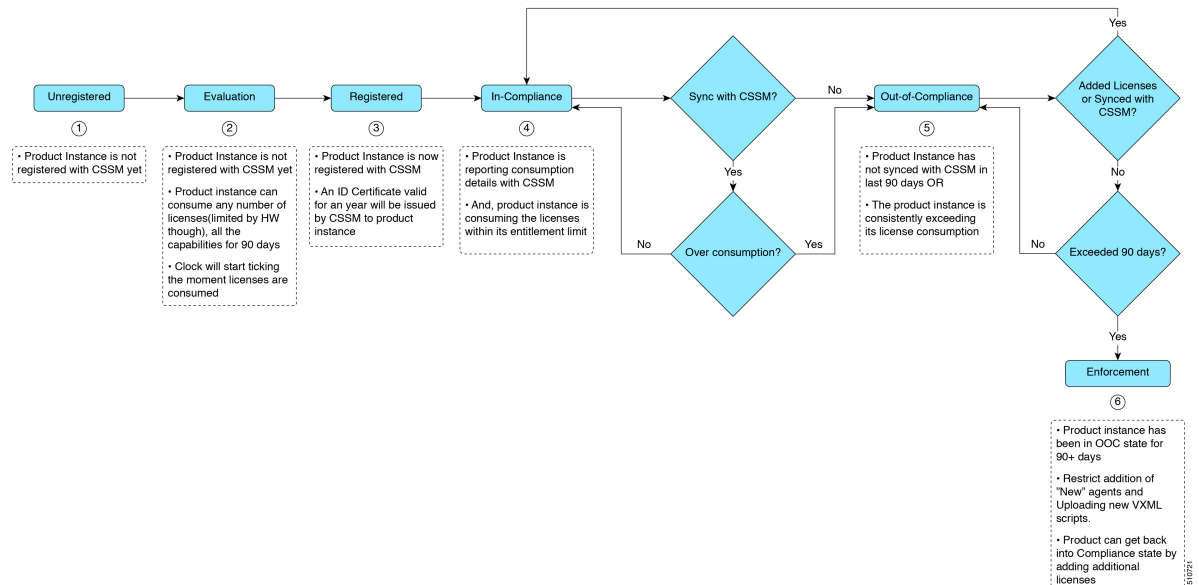 Yes
Unregistered
Evaluation
Registered
In-Compliance
Sync with CSSM?
No
Out-of-Compliance
Added Licenses
or Synced with
CSSM?
1
• Product Instance is not
registered with CSSM yet
2
• Product Instance is not
registered with CSSM yet
• Product instance can
consume any number of
licenses(limited by HW
though), all the
capabilities for 90 days
• Clock will start ticking
the moment licenses are
consumed
3
• Product Instance is now
registered with CSSM
• An ID Certificate valid
for an year will be issued
by CSSM to product
instance
4
• Product Instance is
reporting consumption
details with CSSM
• And, product instance is
consuming the licenses
within its entitlement limit
Yes
No
Over consumption?
Yes
5
• Product Instance has
not synced with CSSM in
last 90 days OR
• The product instance is
consistently exceeding
its license consumption
No
No
Exceeded 90 days?
Yes
Enforcement
6
• Product instance has
been in OOC state for
90+ days
• Restrict addition of
"New" agents and
Uploading new VXML
scripts.
• Product can get back
into Compliance state by
adding additional
licenses
510721